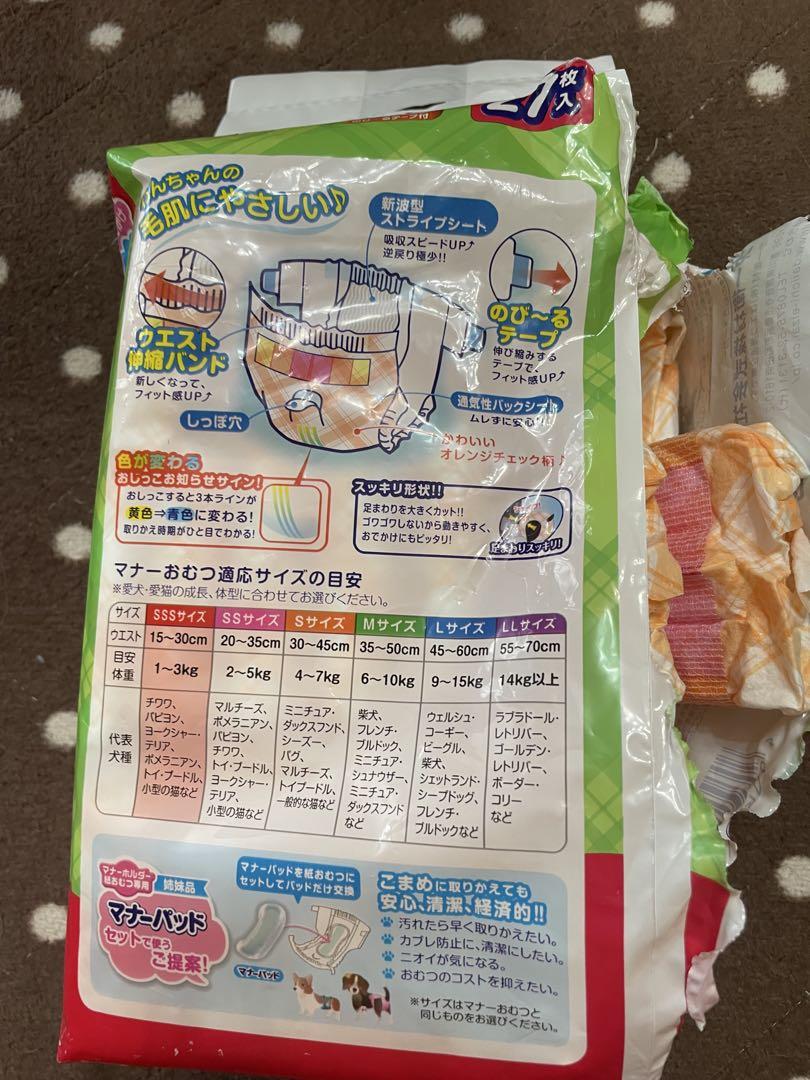 27枚入
んちゃんの
毛肌にやさしい♪
新波型
ストライプシート
吸収スピードUP⤴
逆戻り極少!!
のび〜る
テープ
伸び縮みする
テープで、
フィット感UP⤴
ウエスト
伸縮バンド
新しくなって、
フィット感UP⤴
しっぽ穴
通気性バックシート
ムレずに安心
かわいい
オレンジチェック柄♪
色が変わる
おしっこお知らせサイン!
おしっこすると3本ラインが
黄色⇒青色に変わる!
取りかえ時期がひと目でわかる!
スッキリ形状!!
足まわりを大きくカット!!
ゴワゴワしないから動きやすく、
おでかけにもピッタリ!
足まわりスッキリ!
マナーおむつ適応サイズの目安
※愛犬・愛猫の成長、体型に合わせてお選びください。
サイズ SSSサイズ SSサイズ Sサイズ Mサイズ Lサイズ LLサイズ
ウエスト 15〜30cm 20〜35cm 30〜45cm 35〜50cm 45〜60cm 55〜70cm
目安体重 1〜3kg 2〜5kg 4〜7kg 6〜10kg 9〜15kg 14kg以上
代表犬種
チワワ、
パピヨン、
ヨークシャー・
テリア、
ポメラニアン、
トイ・プードル、
小型の猫など
マルチーズ、
ポメラニアン、
パピヨン、
チワワ、
トイ・プードル、
ヨークシャー・
テリア、
小型の猫など
ミニチュア・
ダックスフンド、
シーズー、
パグ、
マルチーズ、
トイプードル、
一般的な猫など
柴犬、
フレンチ・
ブルドック、
ミニチュア・
シュナウザー、
ミニチュア・
ダックスフンド
など
ウェルシュ・
コーギー、
ビーグル、
柴犬、
シェットランド・
シープドッグ、
フレンチ・
ブルドックなど
ラブラドール・
レトリバー、
ゴールデン・
レトリバー、
ボーダー・
コリー
など
マナーホルダー
紙おむつ専用
姉妹品
マナーパッド
セットで使う
ご提案!
マナーパッドを紙おむつに
セットしてパッドだけ交換
マナーパッド
こまめに取りかえても
安心、清潔、経済的!!
汚れたら早く取りかえたい。
カブレ防止に、清潔にしたい。
ニオイが気になる。
おむつのコストを抑えたい。
※サイズはマナーおむつと
同じものをお選びください。